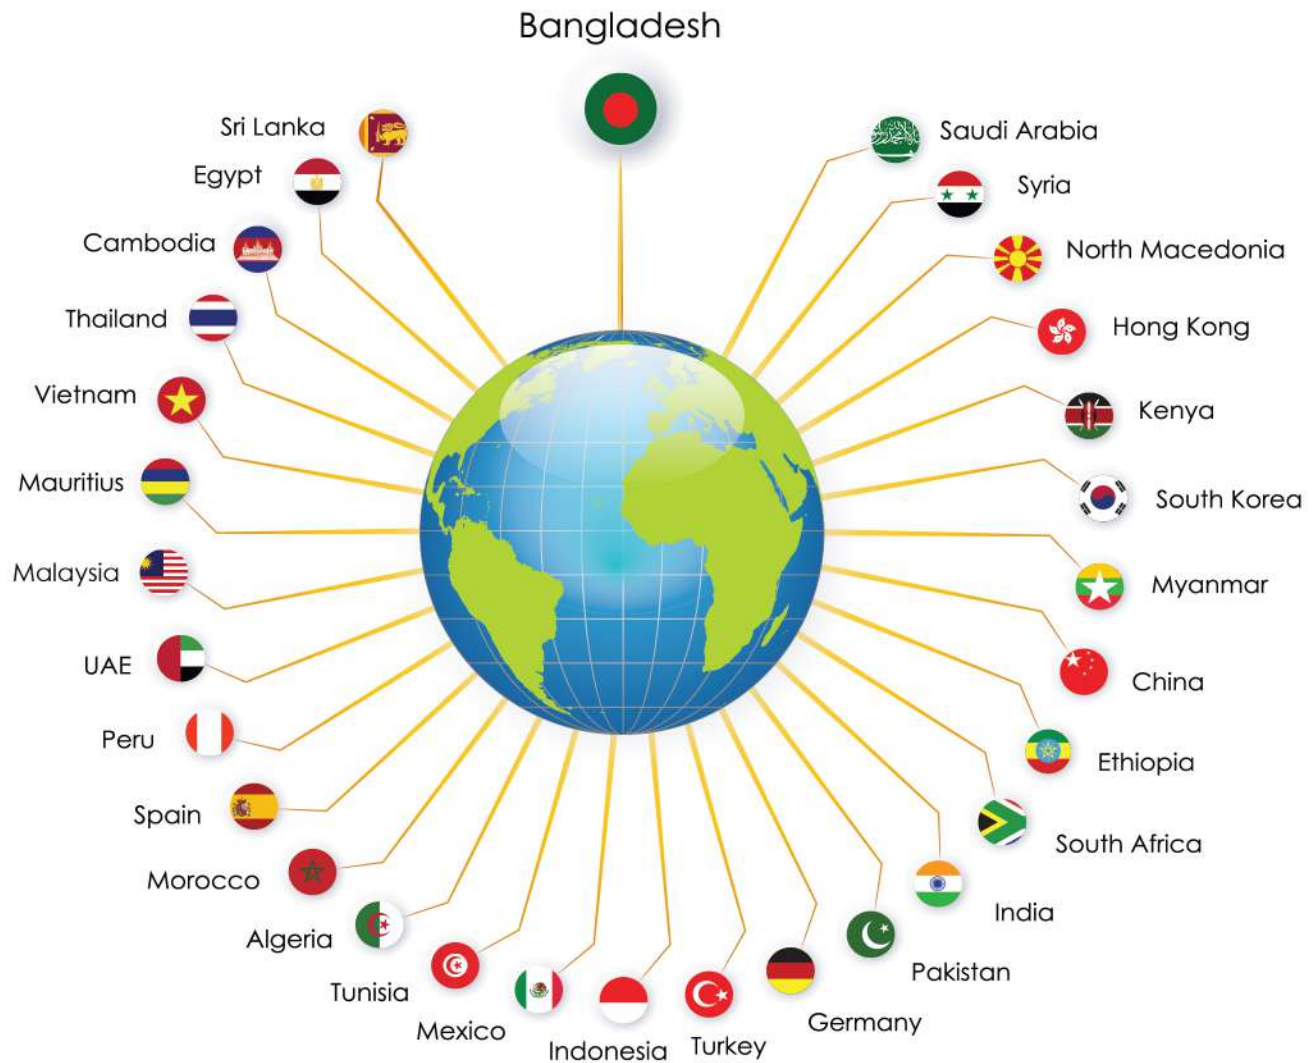 Bangladesh
Sri Lanka
Saudi Arabia
Egypt
Syria
Cambodia
North Macedonia
Thailand
Hong Kong
Vietnam
Kenya
Mauritius
South Korea
Malaysia
Myanmar
UAE
China
Peru
Ethiopia
Spain
South Africa
Morocco
India
Algeria
Pakistan
Tunisia
Germany
Mexico
Indonesia
Turkey